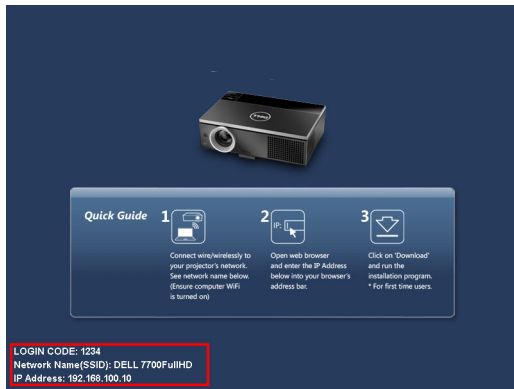 DELL
Quick Guide
1
Connect wire/wirelessly to
your projector's network.
See network name below.
(Ensure computer WiFi
is turned on)
2
IP:
Open web browser
and enter the IP Address
below into your browser's
address bar.
3
Click on 'Download'
and run the
installation program.
* For first time users.
LOGIN CODE: 1234
Network Name(SSID): DELL 7700FullHD
IP Address: 192.168.100.10